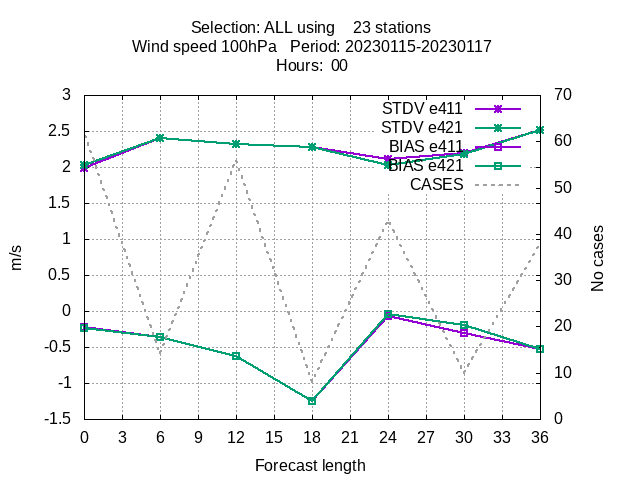 Selection: ALL using    23 stations
Wind speed 100hPa   Period: 20230115-20230117
Hours:  00
STDV e411
STDV e421
BIAS e411
BIAS e421
CASES
3
2.5
2
1.5
1
0.5
0
-0.5
-1
-1.5
70
60
50
40
30
20
10
0
m/s
No cases
0 3 6 9 12 15 18 21 24 27 30 33 36
Forecast length